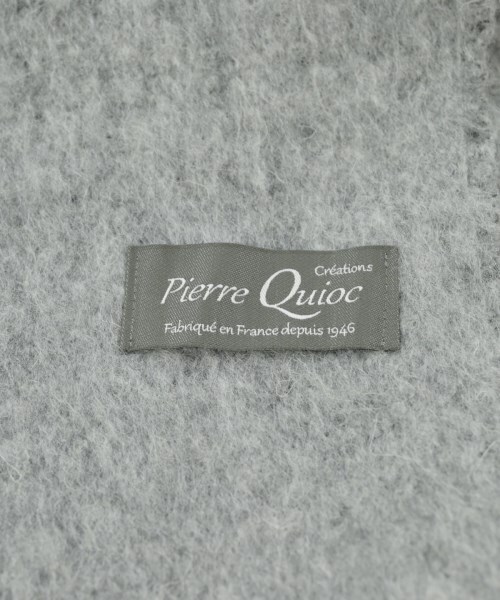 Créations
Pierre Quioc
Fabriqué en France depuis 1946